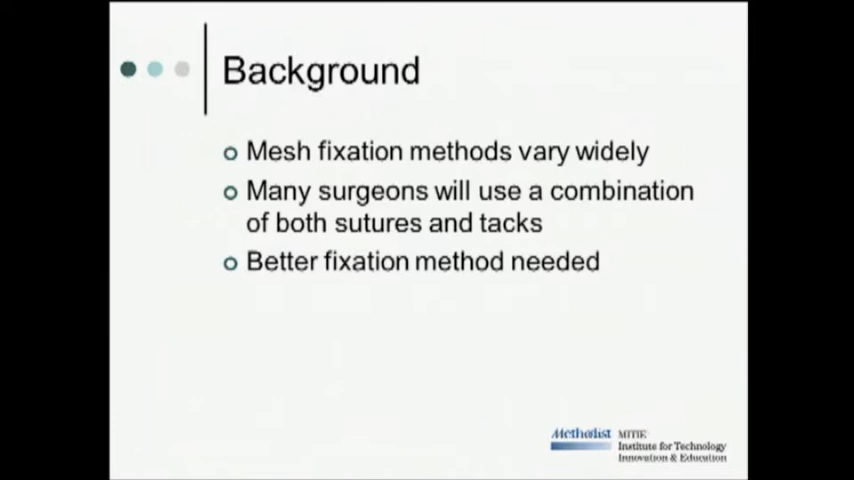 Background
Mesh fixation methods vary widely
Many surgeons will use a combination
of both sutures and tacks
Better fixation method needed
Methodist MITIE
Institute for Technology
Innovation & Education